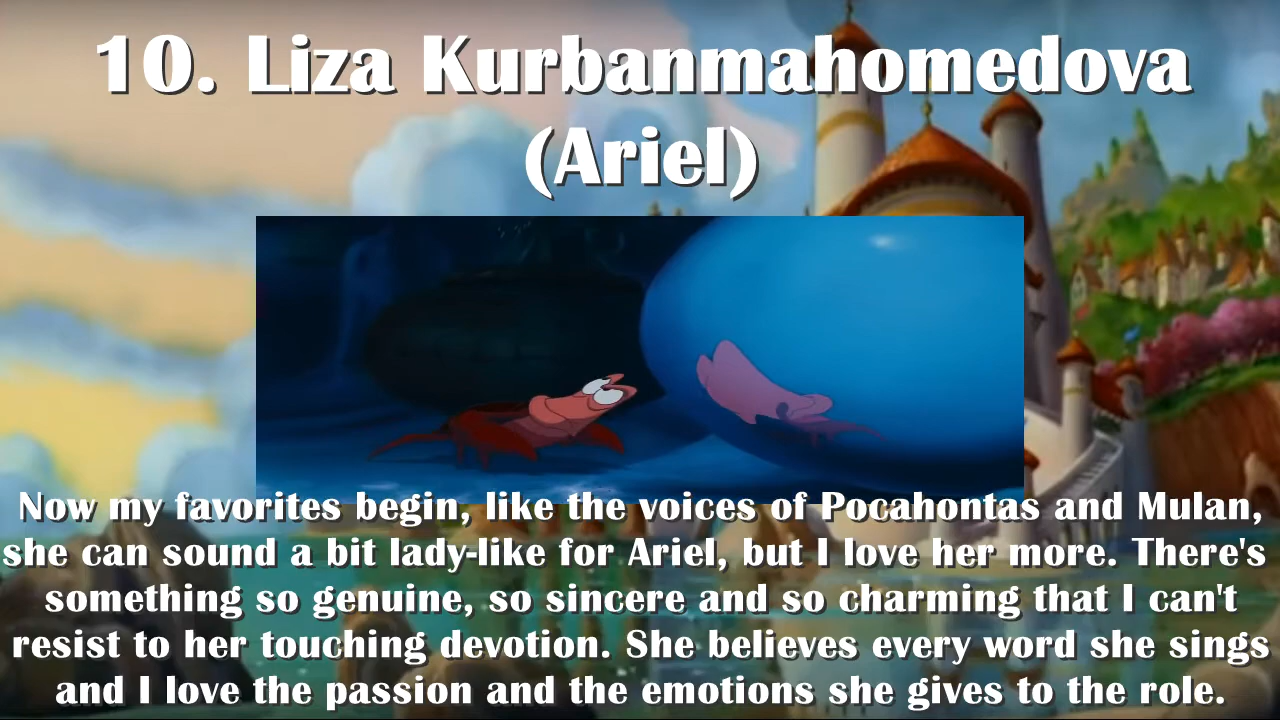 10. Liza Kurbanmahomedova
(Ariel)
Now my favorites begin, like the voices of Pocahontas and Mulan,
she can sound a bit lady-like for Ariel, but I love her more. There's
something so genuine, so sincere and so charming that I can't
resist to her touching devotion. She believes every word she sings
and I love the passion and the emotions she gives to the role.